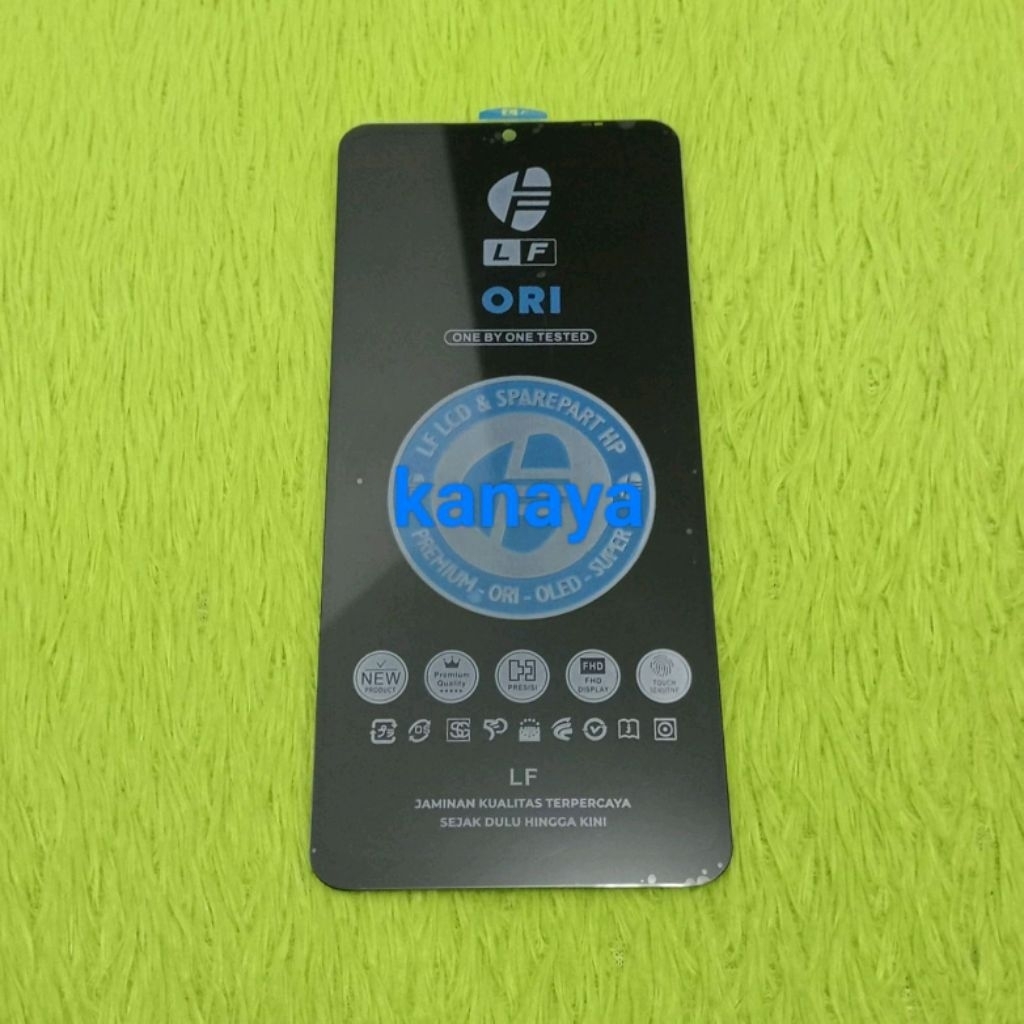 LF
ORI
ONE BY ONE TESTED
LF LCD & SPAREPART HP
kanaya
PREMIUM - ORI - OLED - SUPER
NEW
PRODUCT
Premium
Quality
PRESISI
FHD
FHD
DISPLAY
TOUCH
SENSITIVE
LF
JAMINAN KUALITAS TERPERCAYA
SEJAK DULU HINGGA KINI